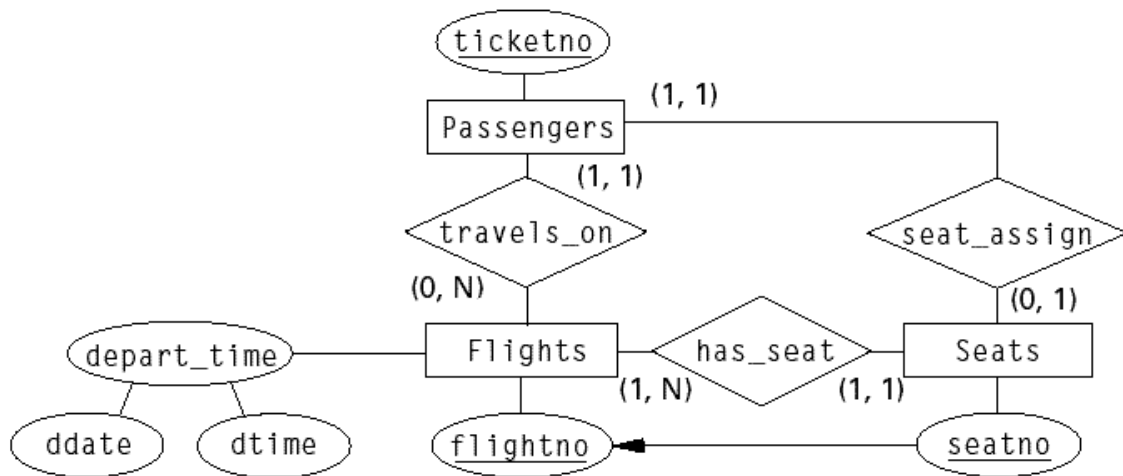 ticketno
(1, 1)
Passengers
(1, 1)
travels_on
seat_assign
(0, N)
(0, 1)
depart_time
Flights
has_seat
Seats
(1, N)
(1, 1)
ddate
dtime
flightno
seatno